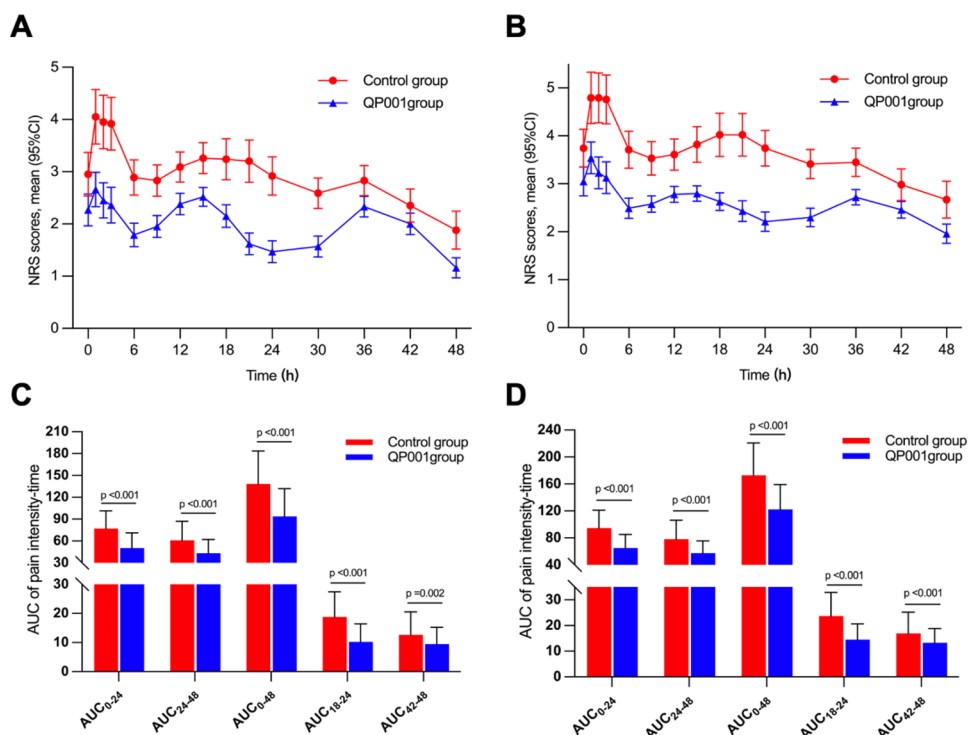 A
NRS scores, mean (95%CI)
5
4
3
2
1
0
Control group
QP001group
0 6 12 18 24 30 36 42 48
Time (h)
B
NRS scores, mean (95%CI)
5
4
3
2
1
0
Control group
QP001group
0 6 12 18 24 30 36 42 48
Time (h)
C
AUC of pain intensity-time
210
180
150
120
90
60
30
30
20
10
0
Control group
QP001group
p <0.001
p <0.001
p <0.001
p <0.001
p =0.002
AUC0-24
AUC24-48
AUC0-48
AUC18-24
AUC42-48
D
AUC of pain intensity-time
240
200
160
120
80
40
40
30
20
10
0
Control group
QP001group
p <0.001
p <0.001
p <0.001
p <0.001
p <0.001
AUC0-24
AUC24-48
AUC0-48
AUC18-24
AUC42-48